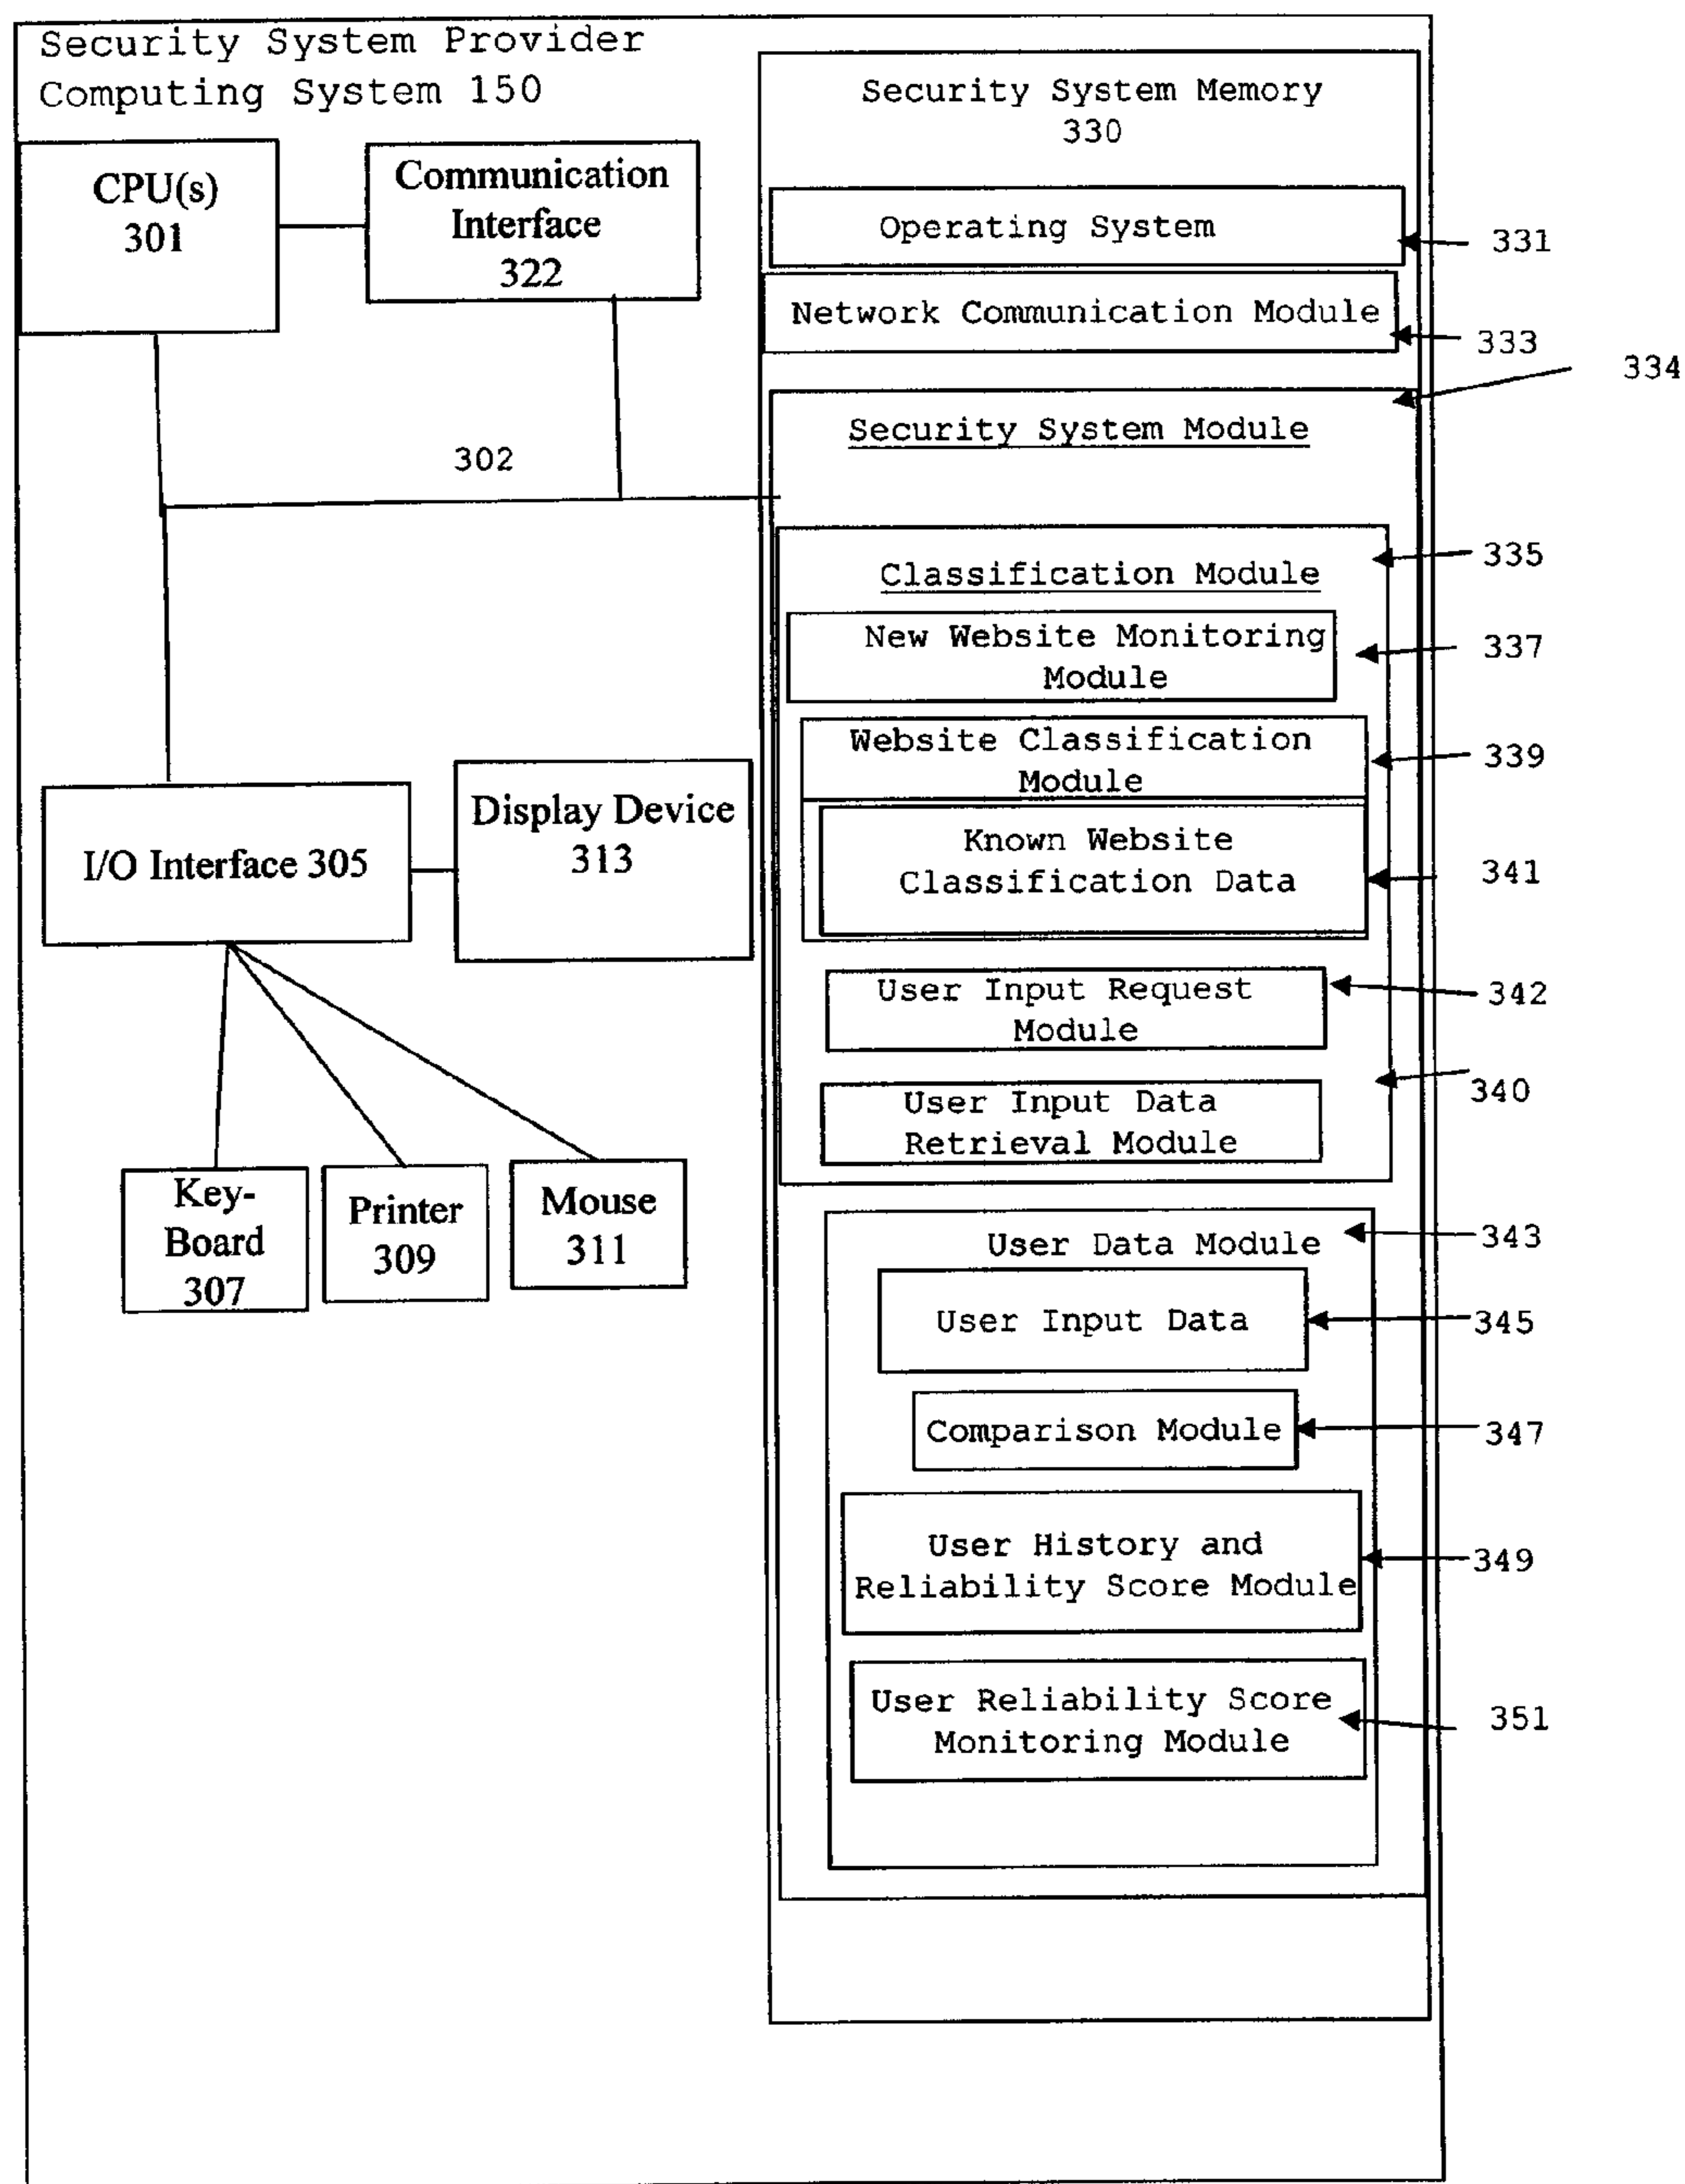 Security System Provider
Computing System 150
CPU(s)
301
Communication
Interface
322
302
I/O Interface 305
Display Device
313
Key-
Board
307
Printer
309
Mouse
311
Security System Memory
330
Operating System
331
Network Communication Module
333
334
Security System Module
Classification Module
335
New Website Monitoring
Module
337
Website Classification
Module
339
Known Website
Classification Data
341
User Input Request
Module
342
340
User Input Data
Retrieval Module
User Data Module
343
User Input Data
345
Comparison Module
347
User History and
Reliability Score Module
349
User Reliability Score
Monitoring Module
351